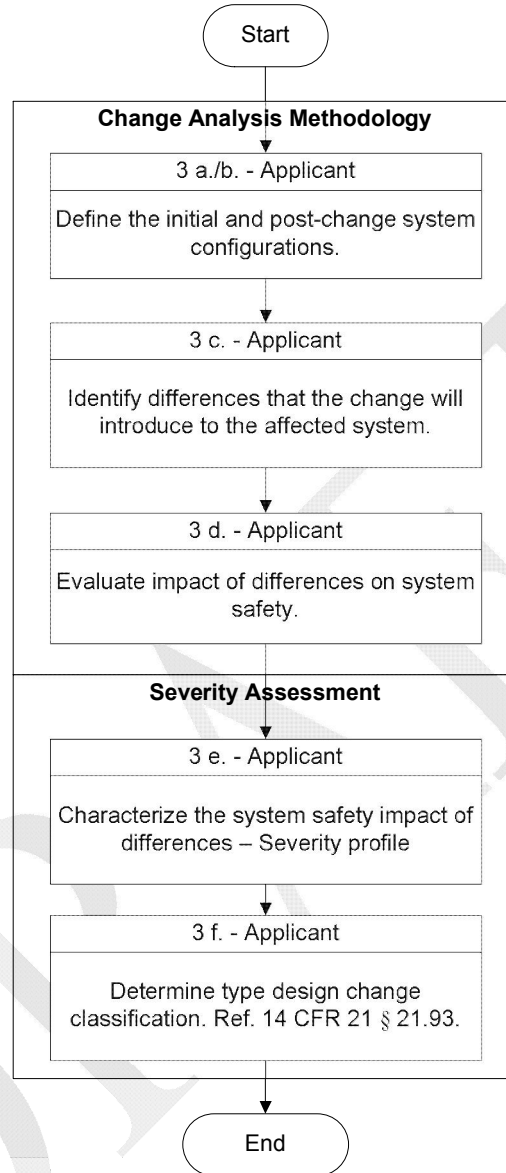 Start
Change Analysis Methodology
3 a./b. - Applicant
Define the initial and post-change system
configurations.
3 c. - Applicant
Identify differences that the change will
introduce to the affected system.
3 d. - Applicant
Evaluate impact of differences on system
safety.
Severity Assessment
3 e. - Applicant
Characterize the system safety impact of
differences – Severity profile
3 f. - Applicant
Determine type design change
classification. Ref. 14 CFR 21 § 21.93.
End